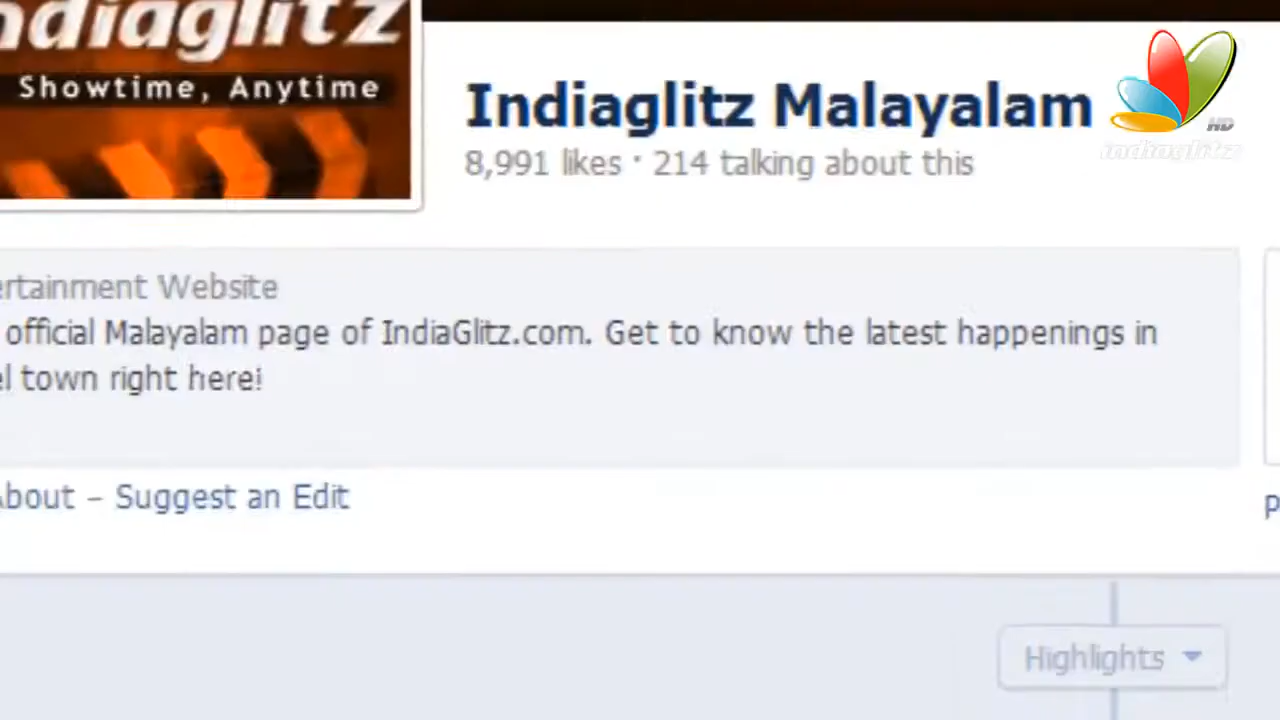 ndiaglitz
Showtime, Anytime
Indiaglitz Malayalam
8,991 likes · 214 talking about this
HD
indiaglitz
ertainment Website
official Malayalam page of IndiaGlitz.com. Get to know the latest happenings in
el town right here!
About – Suggest an Edit
P
Highlights